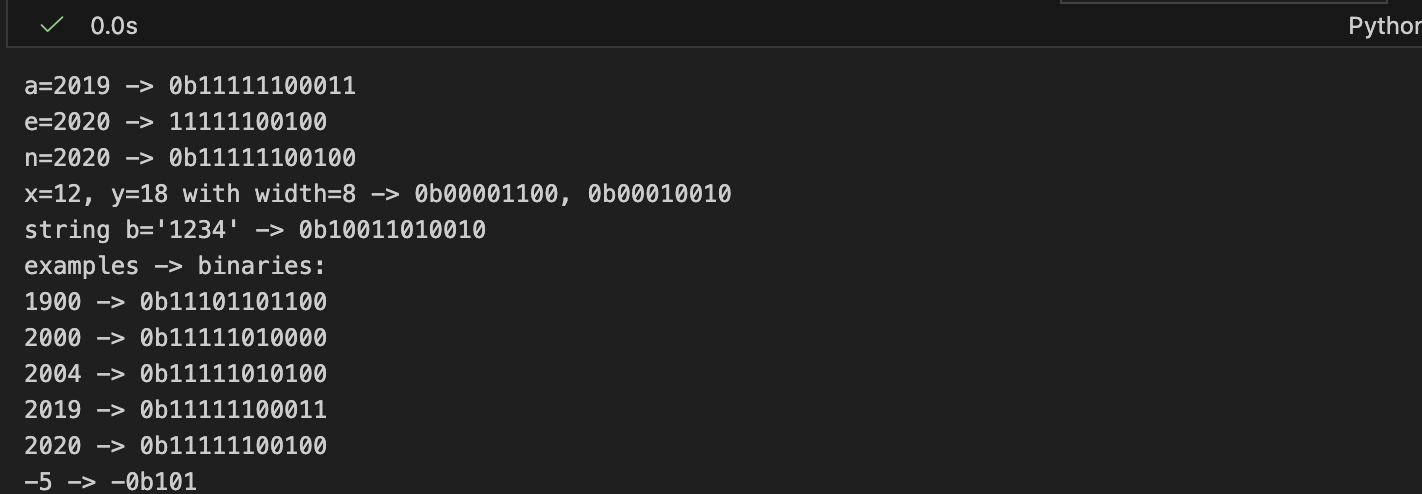 ✓ 0.0s Pythor
a=2019 -> 0b11111100011
e=2020 -> 11111100100
n=2020 -> 0b11111100100
x=12, y=18 with width=8 -> 0b00001100, 0b00010010
string b='1234' -> 0b10011010010
examples -> binaries:
1900 -> 0b11101101100
2000 -> 0b11111010000
2004 -> 0b11111010100
2019 -> 0b11111100011
2020 -> 0b11111100100
-5 -> -0b101